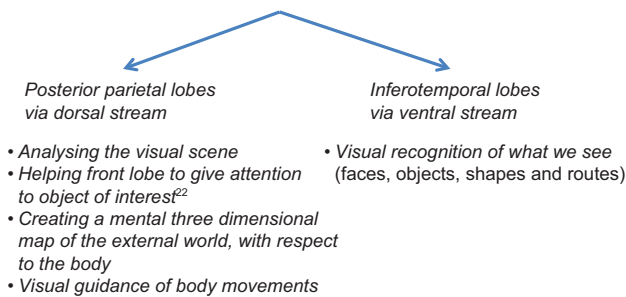 Posterior parietal lobes
via dorsal stream
• Analysing the visual scene
• Helping front lobe to give attention
to object of interest22
• Creating a mental three dimensional
map of the external world, with respect
to the body
• Visual guidance of body movements
Inferotemporal lobes
via ventral stream
• Visual recognition of what we see
(faces, objects, shapes and routes)